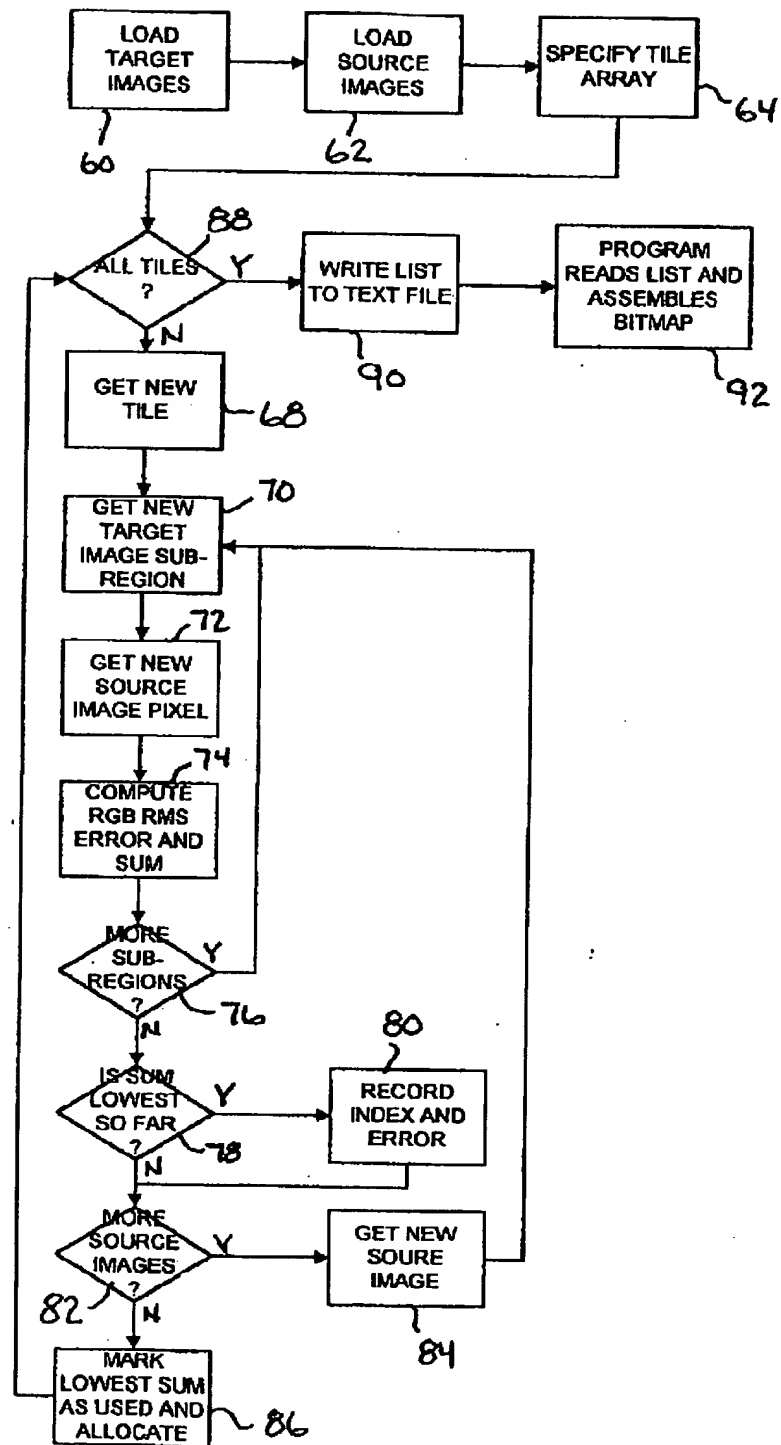 LOAD
TARGET
IMAGES
60
LOAD
SOURCE
IMAGES
62
SPECIFY TILE
ARRAY
64
ALL TILES
?
88
Y
N
WRITE LIST
TO TEXT FILE
90
PROGRAM
READS LIST AND
ASSEMBLES
BITMAP
92
GET NEW
TILE
68
GET NEW
TARGET
IMAGE SUB-
REGION
70
GET NEW
SOURCE
IMAGE PIXEL
72
COMPUTE
RGB RMS
ERROR AND
SUM
74
MORE
SUB-
REGIONS
?
76
Y
N
IS SUM
LOWEST
SO FAR
?
78
Y
N
RECORD
INDEX AND
ERROR
80
MORE
SOURCE
IMAGES
?
82
Y
N
GET NEW
SOURE
IMAGE
84
MARK
LOWEST SUM
AS USED AND
ALLOCATE
86